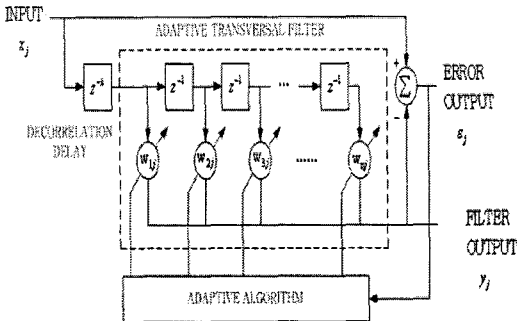 INPUT
x_j
ADAPTIVE TRANSVERSAL FILTER
+
Σ
-
ERROR
OUTPUT
ε_j
z^-Δ
z^-1
z^-1
...
z^-1
DECORRELATION
DELAY
W_1j
W_2j
W_3j
......
W_nj
FILTER
OUTPUT
y_j
ADAPTIVE ALGORITHM